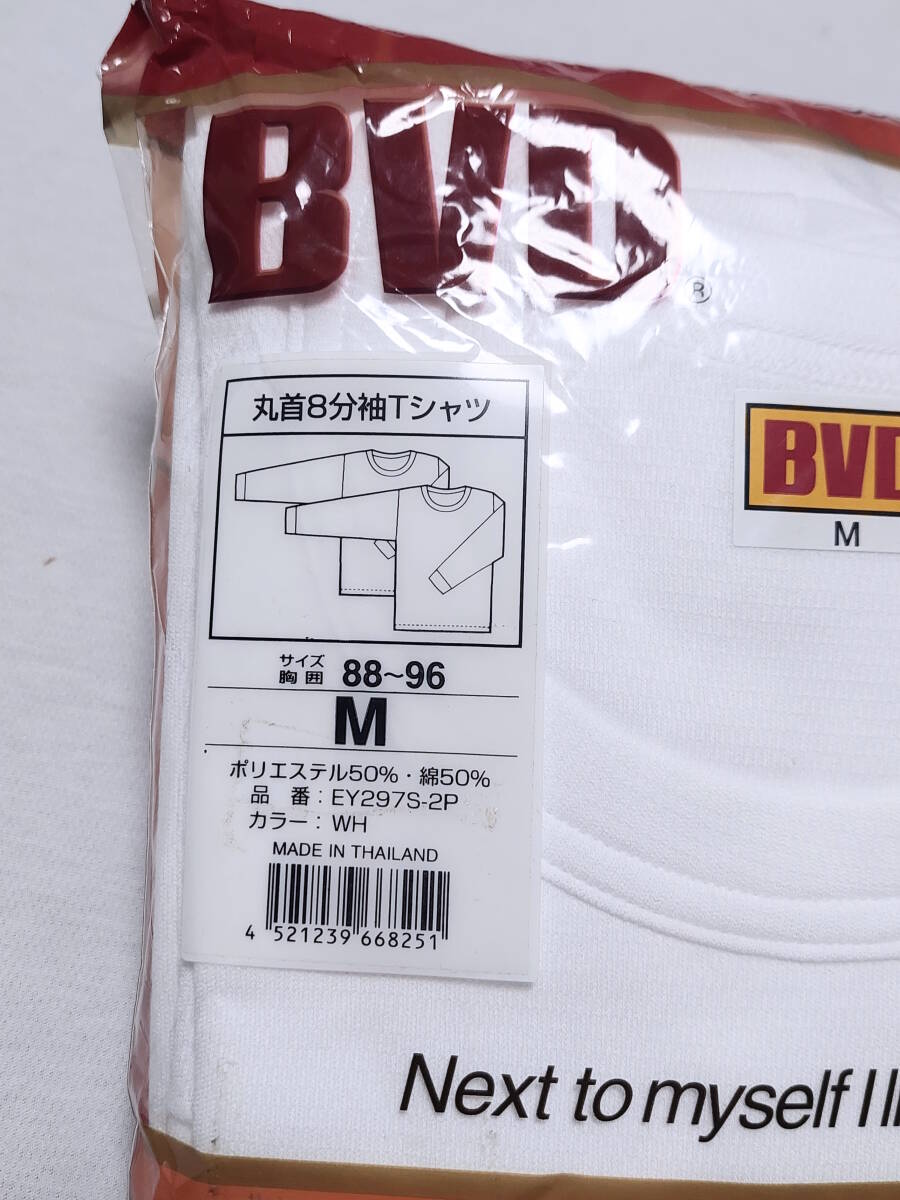 BVD
®
丸首8分袖Tシャツ
BVD
M
サイズ
胸囲 88~96
M
ポリエステル50%・綿50%
品 番:EY297S-2P
カラー:WH
MADE IN THAILAND
4 521239 668251
Next to myself I li